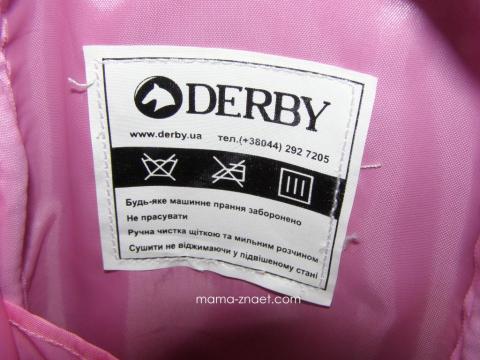 DERBY
www.derby.ua тел.(+38044) 292 7205
Будь-яке машинне прання заборонено
Не прасувати
Ручна чистка щіткою та мильним розчином
Сушити не віджимаючи у підвішеному стані
mama-znaet.com